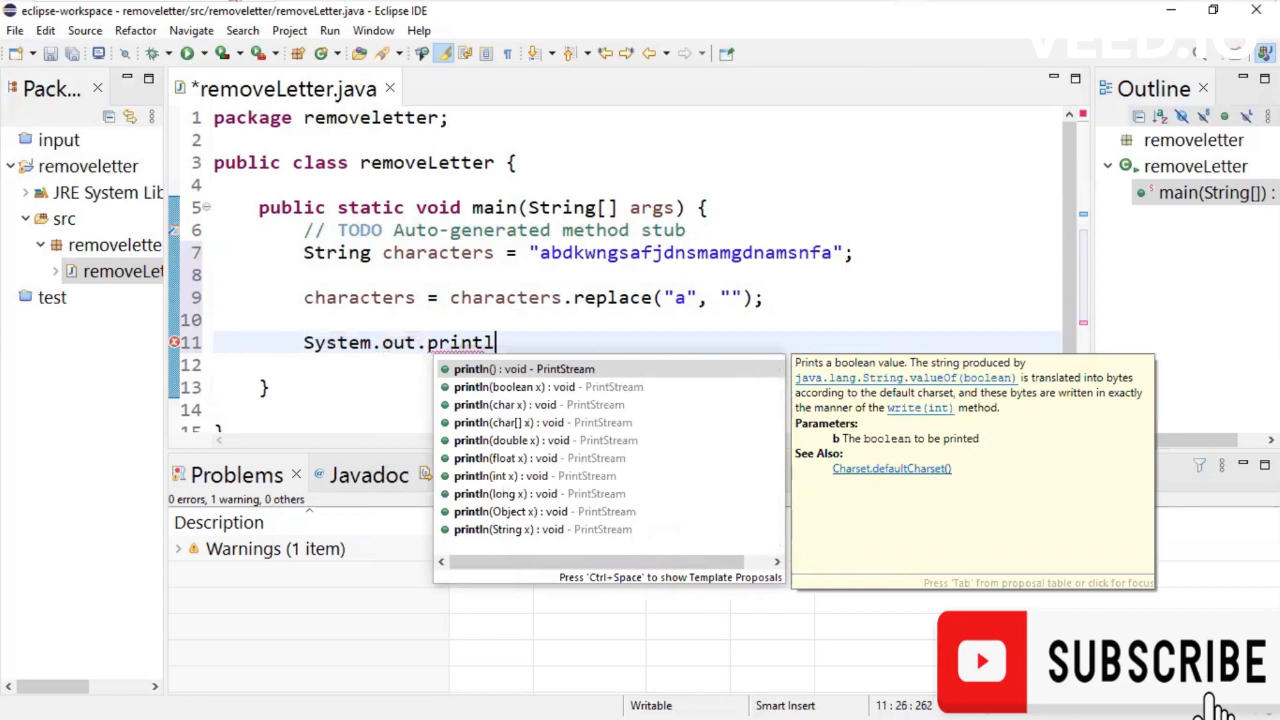 eclipse-workspace - removeletter/src/removeletter/removeLetter.java - Eclipse IDE
File Edit Source Refactor Navigate Search Project Run Window Help
VEED.IO
Pack...
input
removeletter
JRE System Lib
src
removelette
removeLet
test
*removeLetter.java
1 package removeletter;
2
3 public class removeLetter {
4
5 public static void main(String[] args) {
6 // TODO Auto-generated method stub
7 String characters = "abdkwngsafjdnsmamgdnamsnfa";
8
9 characters = characters.replace("a", "");
10
11 System.out.printl
12
13 }
14
15 }
println() : void - PrintStream
println(boolean x) : void - PrintStream
println(char x) : void - PrintStream
println(char[] x) : void - PrintStream
println(double x) : void - PrintStream
println(float x) : void - PrintStream
println(int x) : void - PrintStream
println(long x) : void - PrintStream
println(Object x) : void - PrintStream
println(String x) : void - PrintStream
Press 'Ctrl+Space' to show Template Proposals
Prints a boolean value. The string produced by
java.lang.String.valueOf(boolean) is translated into bytes
according to the default charset, and these bytes are written in exactly
the manner of the write(int) method.
Parameters:
b The boolean to be printed
See Also:
Charset.defaultCharset()
Press 'Tab' from proposal table or click for focus
Outline
removeletter
removeLetter
main(String[]) :
Problems
Javadoc
0 errors, 1 warning, 0 others
Description
Warnings (1 item)
SUBSCRIBE
Writable
Smart Insert
11 : 26 : 262